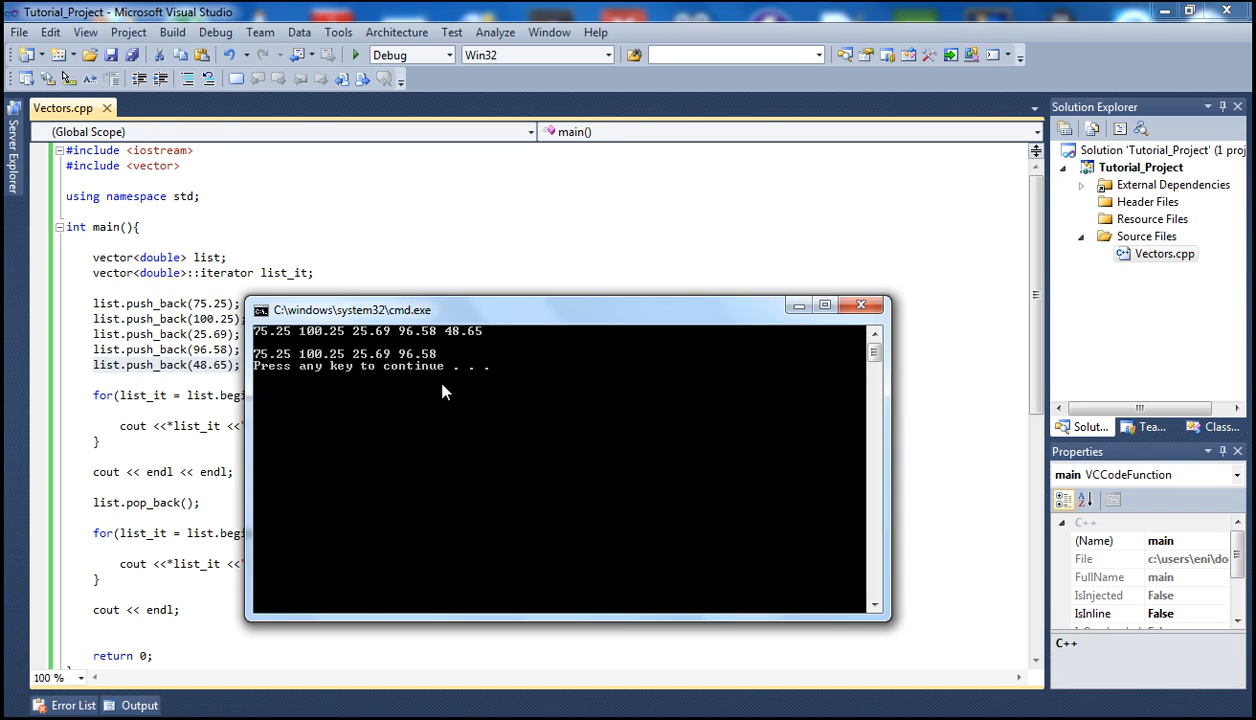 Tutorial_Project - Microsoft Visual Studio
File Edit View Project Build Debug Team Data Tools Architecture Test Analyze Window Help
Debug Win32
Vectors.cpp
Server Explorer
(Global Scope) main()
#include <iostream>
#include <vector>
using namespace std;
int main(){
vector<double> list;
vector<double>::iterator list_it;
list.push_back(75.25);
list.push_back(100.25);
list.push_back(25.69);
list.push_back(96.58);
list.push_back(48.65);
for(list_it = list.beg
cout <<*list_it <<"
}
cout << endl << endl;
list.pop_back();
for(list_it = list.beg
cout <<*list_it <<"
}
cout << endl;
return 0;
100 %
Error List Output
C:\windows\system32\cmd.exe
75.25 100.25 25.69 96.58 48.65
75.25 100.25 25.69 96.58
Press any key to continue . . .
Solution Explorer
Solution 'Tutorial_Project' (1 proj
Tutorial_Project
External Dependencies
Header Files
Resource Files
Source Files
Vectors.cpp
Solut... Tea... Class...
Properties
main VCCodeFunction
C++
(Name) main
File c:\users\eni\do
FullName main
IsInjected False
IsInline False
C++